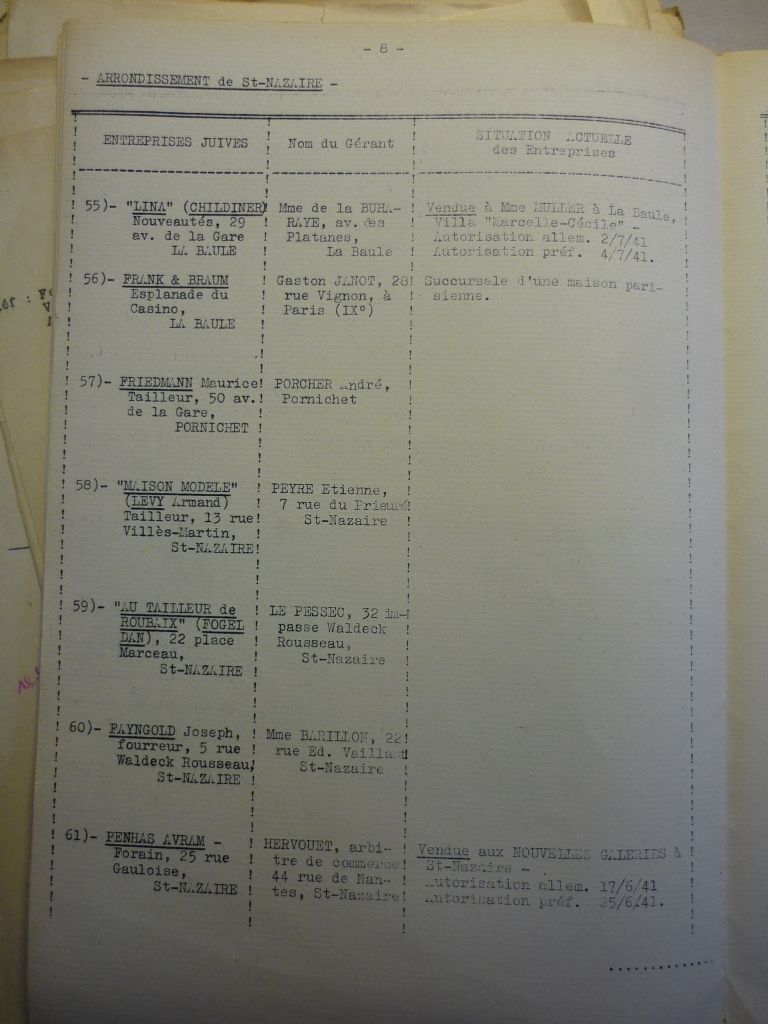 - 8 -
- ARRONDISSEMENT de St-NAZAIRE -
ENTREPRISES JUIVES
Nom du Gérant
SITUATION ACTUELLE
des Entreprises
55)- "LINA" (CHILDINER)
Nouveautés, 29
av. de la Gare
LA BAULE
Mme de la BUHA-
RAYE, av. des
Platanes,
La Baule
Vendue à Mme MULLER à La Baule,
Villa "Marcelle-Cécile" -
Autorisation allem. 2/7/41
Autorisation préf. 4/7/41.
56)- FRANK & BRAUM
Esplanade du
Casino,
LA BAULE
Gaston JANOT, 28
rue Vignon, à
Paris (IX°)
Succursale d'une maison pari-
sienne.
57)- FRIEDMANN Maurice
Tailleur, 50 av.
de la Gare,
PORNICHET
PORCHER André,
Pornichet
58)- "MAISON MODELE"
(LEVY Armand)
Tailleur, 13 rue
Villès-Martin,
St-NAZAIRE
PEYRE Etienne,
7 rue du Prieuré
St-Nazaire
59)- "AU TAILLEUR de
ROUBAIX" (FOGEL
DAN), 22 place
Marceau,
St-NAZAIRE
LE PESSEC, 32 im-
passe Waldeck
Rousseau,
St-Nazaire
60)- FAYNGOLD Joseph,
fourreur, 5 rue
Waldeck Rousseau,
St-NAZAIRE
Mme BARILLON, 22
rue Ed. Vaillant
St-Nazaire
61)- PENHAS AVRAM -
Forain, 25 rue
Gauloise,
St-NAZAIRE
HERVOUET, arbi-
tre de commerce
44 rue de Nan-
tes, St-Nazaire
Vendue aux NOUVELLES GALERIES à
St-Nazaire -
Autorisation allem. 17/6/41
Autorisation préf. 25/6/41.